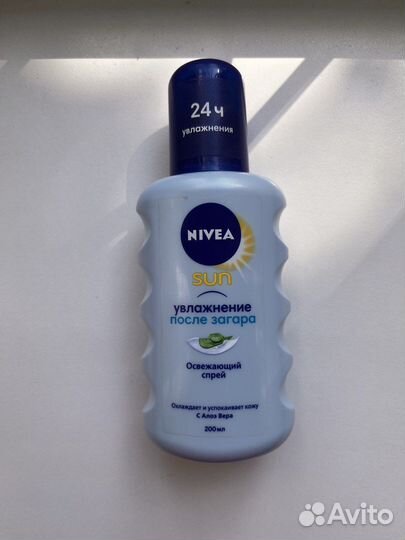 24ч
увлажнения
NIVEA
sun
увлажнение
после загара
Освежающий
спрей
Охлаждает и успокаивает кожу
С Алоэ Вера
200мл
Avito